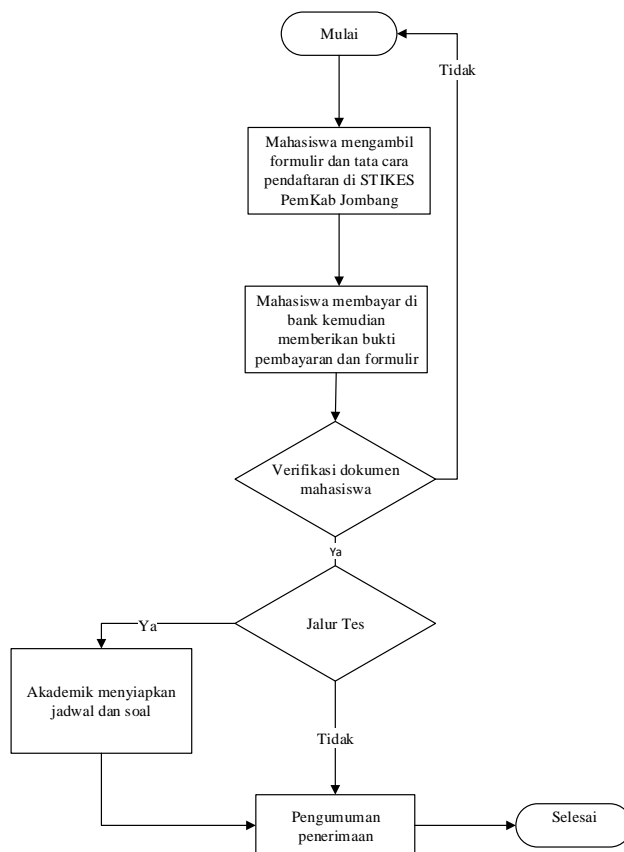 Mulai
Tidak
Mahasiswa mengambil
formulir dan tata cara
pendaftaran di STIKES
PemKab Jombang
Mahasiswa membayar di
bank kemudian
memberikan bukti
pembayaran dan formulir
Verifikasi dokumen
mahasiswa
Ya
Jalur Tes
Ya
Akademik menyiapkan
jadwal dan soal
Tidak
Pengumuman
penerimaan
Selesai